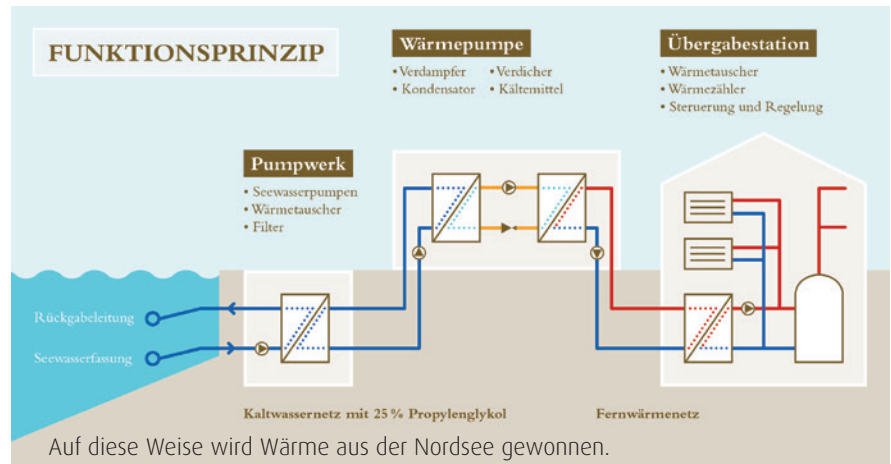 FUNKTIONSPRINZIP
Wärmepumpe
• Verdampfer • Verdicher
• Kondensator • Kältemittel
Übergabestation
• Wärmetauscher
• Wärmezähler
• Steruerung und Regelung
Pumpwerk
• Seewasserpumpen
• Wärmetauscher
• Filter
Rückgabeleitung
Seewasserfassung
Kaltwassernetz mit 25 % Propylenglykol
Fernwärmenetz
Auf diese Weise wird Wärme aus der Nordsee gewonnen.